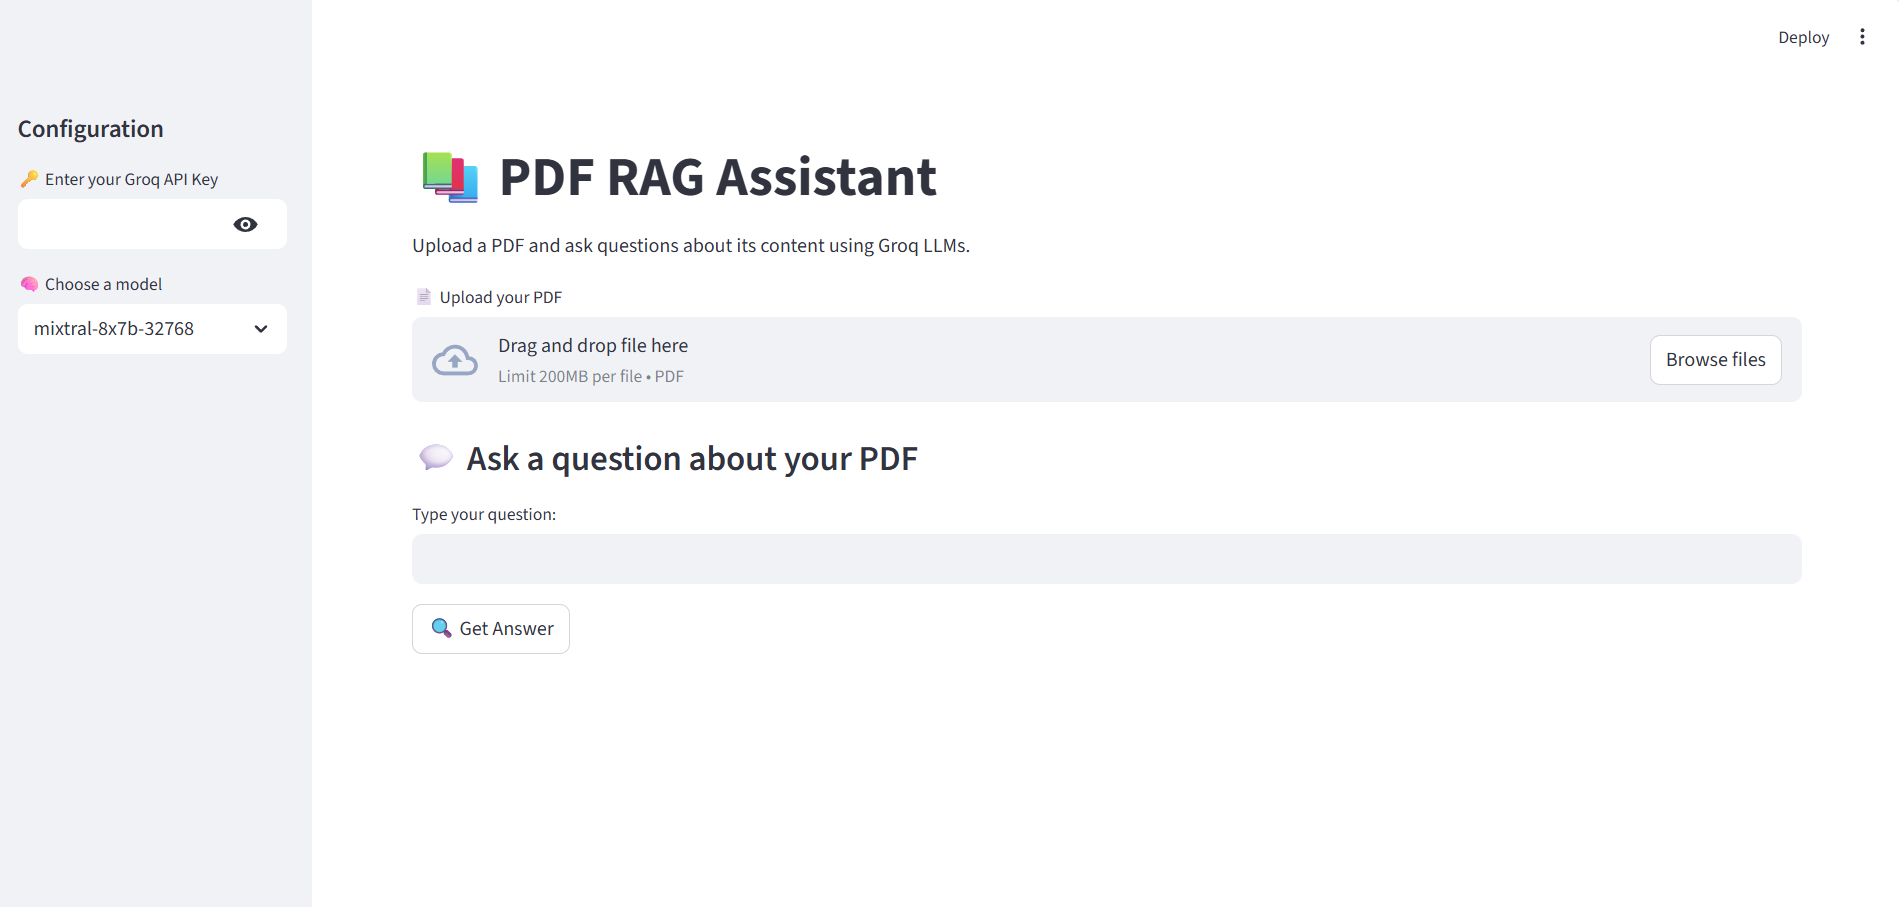 Deploy
Configuration
Enter your Groq API Key
Choose a model
mixtral-8x7b-32768
PDF RAG Assistant
Upload a PDF and ask questions about its content using Groq LLMs.
Upload your PDF
Drag and drop file here
Limit 200MB per file • PDF
Browse files
Ask a question about your PDF
Type your question:
Get Answer